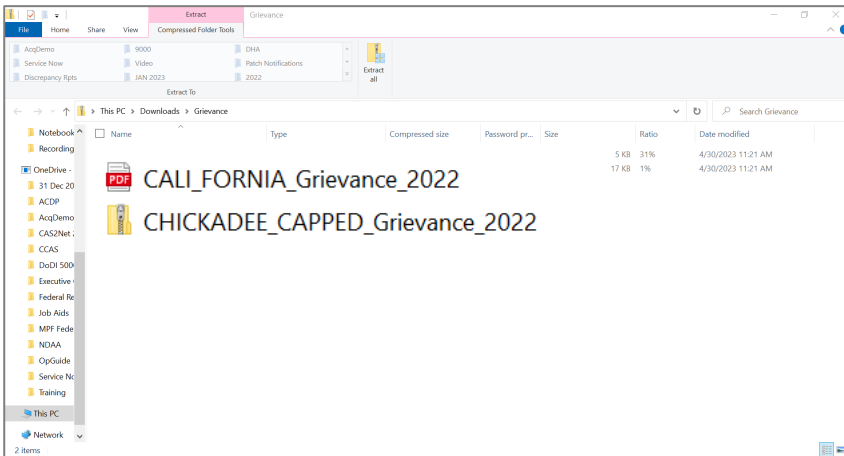 Extract Grievance
File Home Share View Compressed Folder Tools
AcqDemo 9000 DHA
Service Now Video Patch Notifications
Discrepancy Rpts JAN 2023 2022
Extract all
Extract To
This PC > Downloads > Grievance Search Grievance
Name Type Compressed size Password pr... Size Ratio Date modified
Notebook
Recording
OneDrive -
31 Dec 20
ACDP
AcqDemo
CAS2Net
CCAS
DoDI 500
Executive
Federal Re
Job Aids
MPF Fede
NDAA
OpGuide
Service No
Training
This PC
Network
CALI_FORNIA_Grievance_2022
5 KB 31% 4/30/2023 11:21 AM
PDF
CHICKADEE_CAPPED_Grievance_2022
17 KB 1% 4/30/2023 11:21 AM
2 items